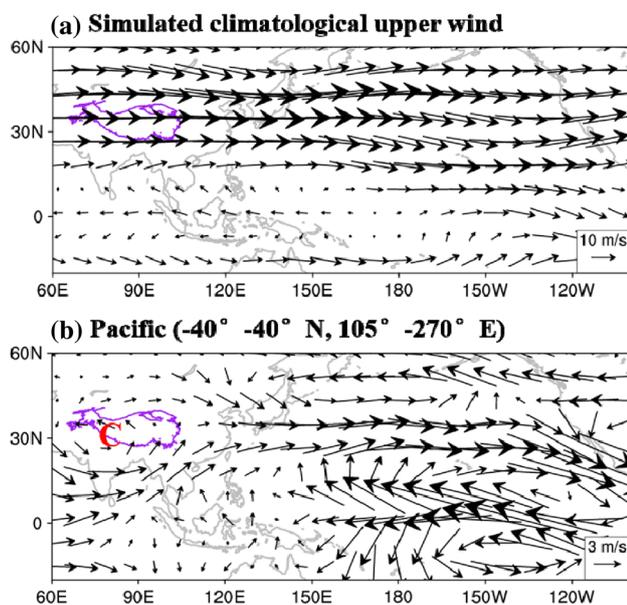 (a) Simulated climatological upper wind
60N
30N
0
10 m/s
60E 90E 120E 150E 180 150W 120W
(b) Pacific (-40° -40° N, 105° -270° E)
60N
C
30N
0
3 m/s
60E 90E 120E 150E 180 150W 120W